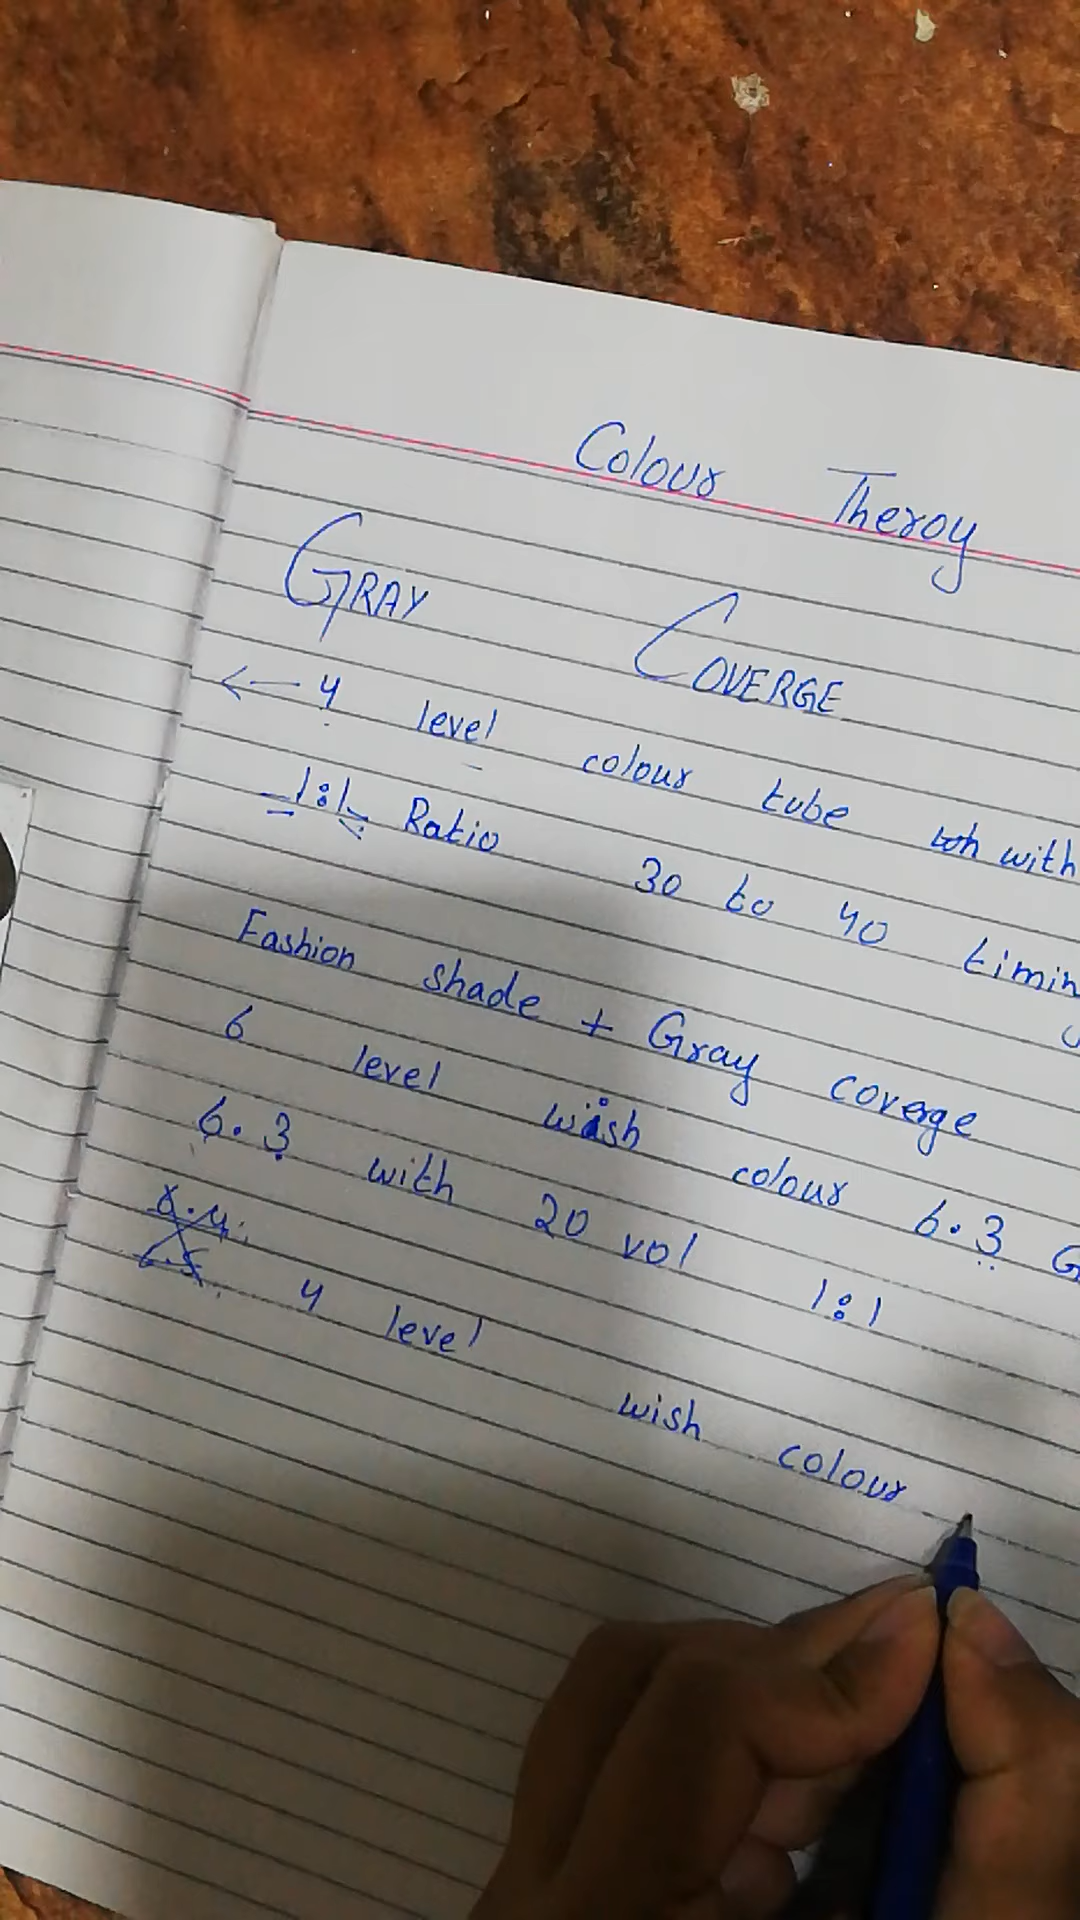 Colour Theroy
GRAY COVERGE
4 level colour tube with
1:1 Ratio 30 to 40 timin
Fashion shade + Gray coverge
6 level wish colour 6.3 G
6.3 with 20 vol 1:1
4 level wish colour